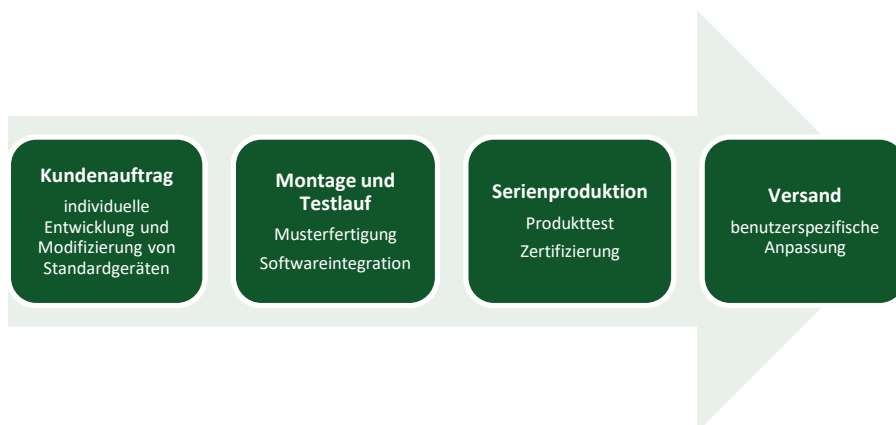 Kundenauftrag
individuelle
Entwicklung und
Modifizierung von
Standardgeräten
Montage und
Testlauf
Musterfertigung
Softwareintegration
Serienproduktion
Produkttest
Zertifizierung
Versand
benutzerspezifische
Anpassung